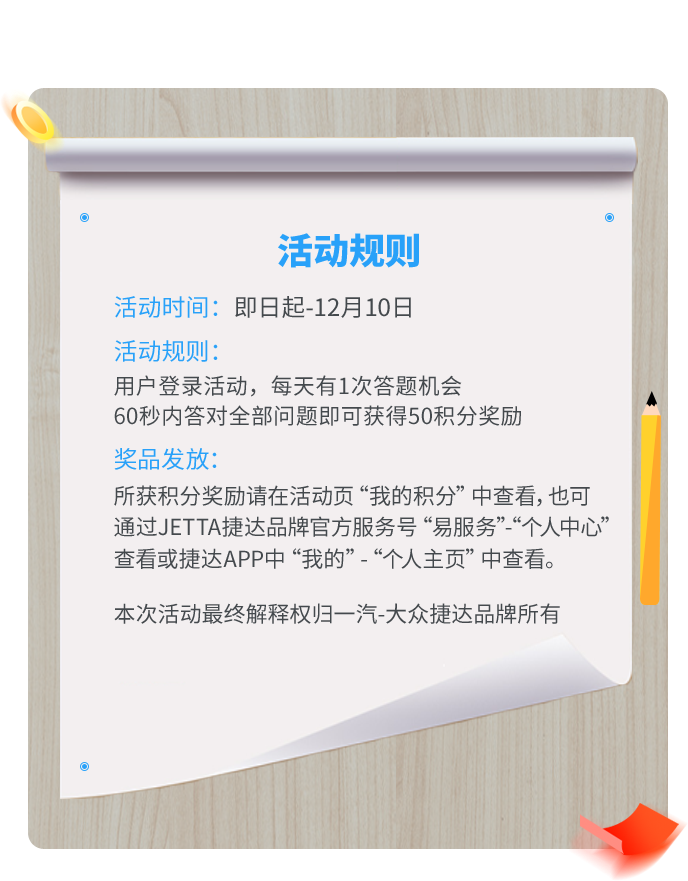 活动规则
活动时间：即日起-12月10日
活动规则：
用户登录活动，每天有1次答题机会
60秒内答对全部问题即可获得50积分奖励
奖品发放：
所获积分奖励请在活动页“我的积分”中查看，也可
通过JETTA捷达品牌官方服务号“易服务”-“个人中心”
查看或捷达APP中“我的” - “个人主页”中查看。
本次活动最终解释权归一汽-大众捷达品牌所有